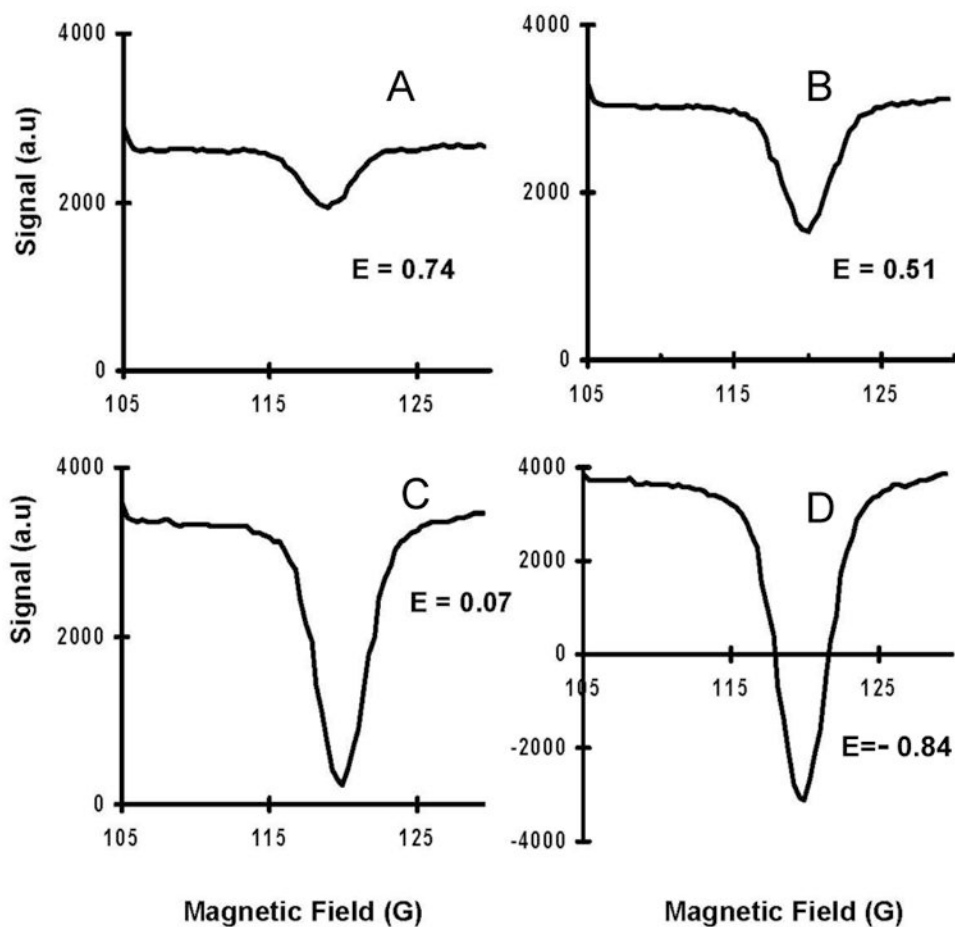 4000
A
Signal (a.u)
2000
E = 0.74
0
105
115
125
4000
B
2000
E = 0.51
0
105
115
125
4000
C
Signal (a.u)
E = 0.07
2000
0
105
115
125
Magnetic Field (G)
4000
D
2000
0
105
115
125
-2000
E=- 0.84
-4000
Magnetic Field (G)